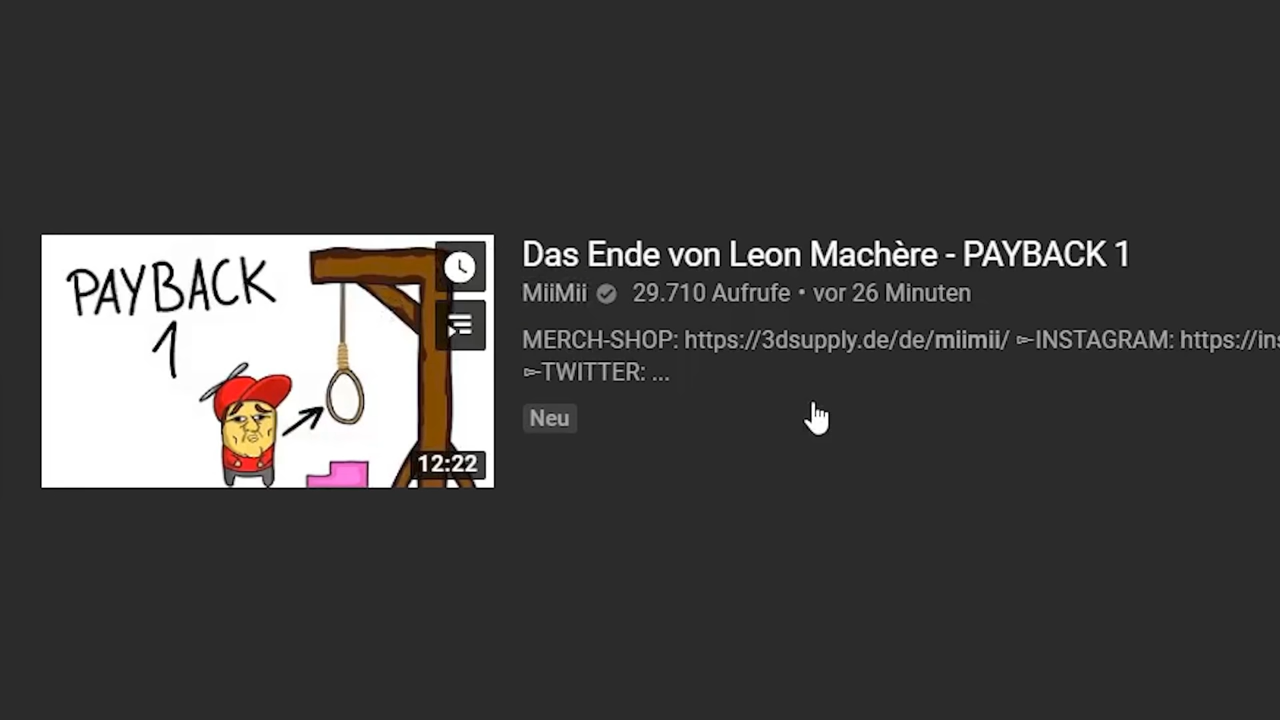 PAYBACK
1
12:22
Das Ende von Leon Machère - PAYBACK 1
MiiMii 29.710 Aufrufe • vor 26 Minuten
MERCH-SHOP: https://3dsupply.de/de/miimii/ ➳INSTAGRAM: https://ins
➳TWITTER: ...
Neu